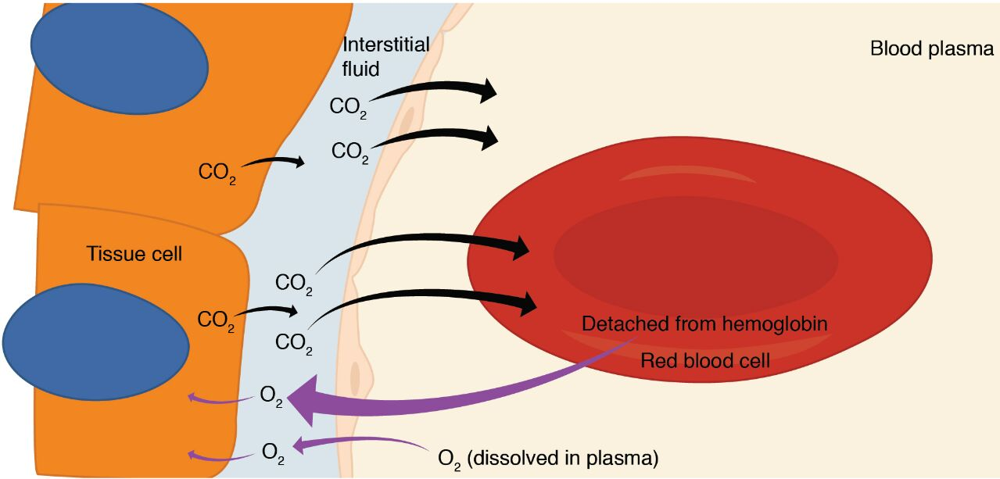 Interstitial
fluid
Blood plasma
CO₂
CO₂
CO₂
Tissue cell
CO₂
CO₂
CO₂
Detached from hemoglobin
Red blood cell
O₂
O₂
O₂ (dissolved in plasma)